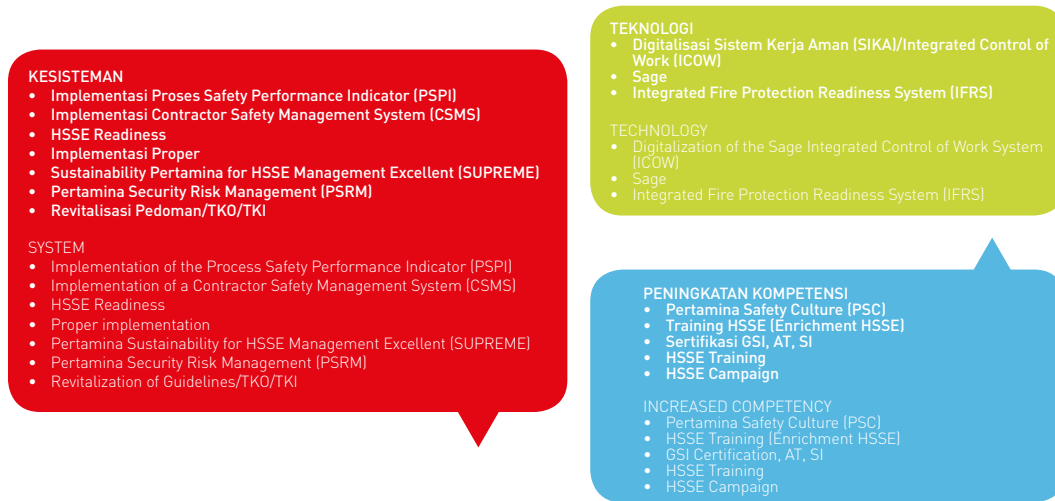 KESISTEMAN
• Implementasi Proses Safety Performance Indicator (PSPI)
• Implementasi Contractor Safety Management System (CSMS)
• HSSE Readiness
• Implementasi Proper
• Sustainability Pertamina for HSSE Management Excellent (SUPREME)
• Pertamina Security Risk Management (PSRM)
• Revitalisasi Pedoman/TKO/TKI
SYSTEM
• Implementation of the Process Safety Performance Indicator (PSPI)
• Implementation of a Contractor Safety Management System (CSMS)
• HSSE Readiness
• Proper implementation
• Pertamina Sustainability for HSSE Management Excellent (SUPREME)
• Pertamina Security Risk Management (PSRM)
• Revitalization of Guidelines/TKO/TKI
TEKNOLOGI
• Digitalisasi Sistem Kerja Aman (SIKA)/Integrated Control of
Work (ICOW)
• Sage
• Integrated Fire Protection Readiness System (IFRS)
TECHNOLOGY
• Digitalization of the Sage Integrated Control of Work System
(ICOW)
• Sage
• Integrated Fire Protection Readiness System (IFRS)
PENINGKATAN KOMPETENSI
• Pertamina Safety Culture (PSC)
• Training HSSE (Enrichment HSSE)
• Sertifikasi GSI, AT, SI
• HSSE Training
• HSSE Campaign
INCREASED COMPETENCY
• Pertamina Safety Culture (PSC)
• HSSE Training (Enrichment HSSE)
• GSI Certification, AT, SI
• HSSE Training
• HSSE Campaign